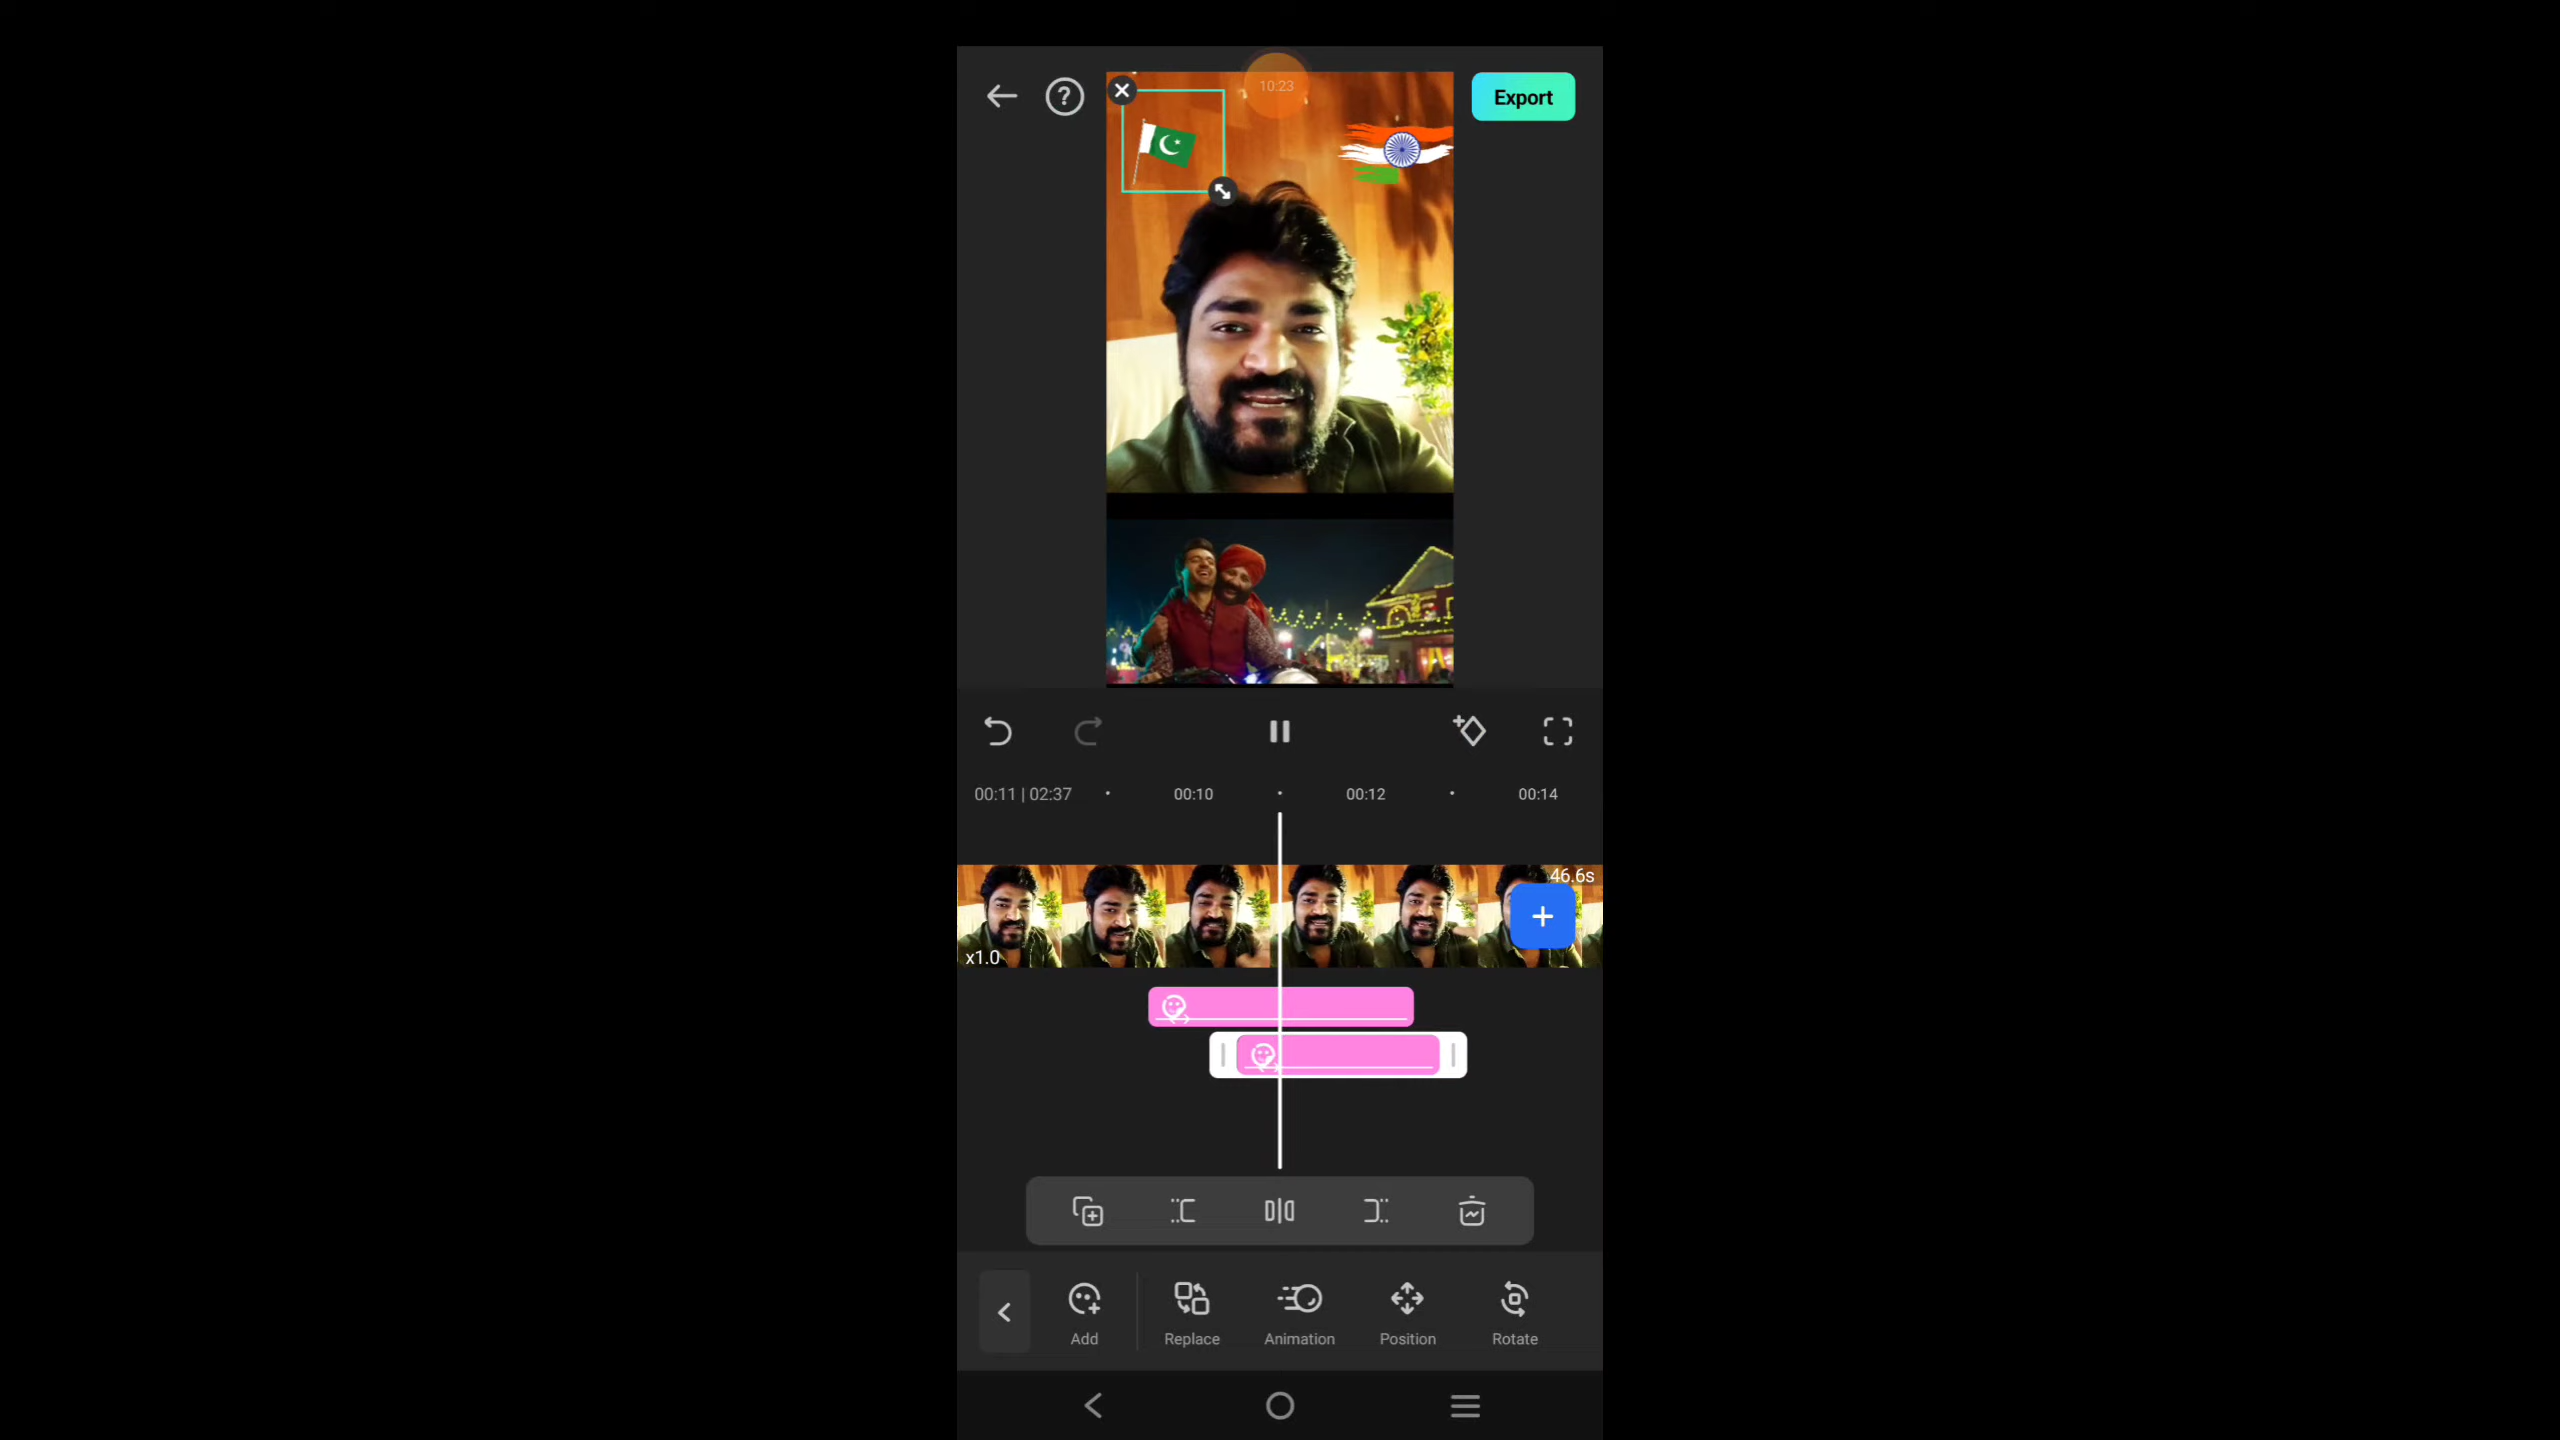 10:23
Export
00:11 | 02:37
00:10
00:12
00:14
46.6s
x1.0
Add
Replace
Animation
Position
Rotate